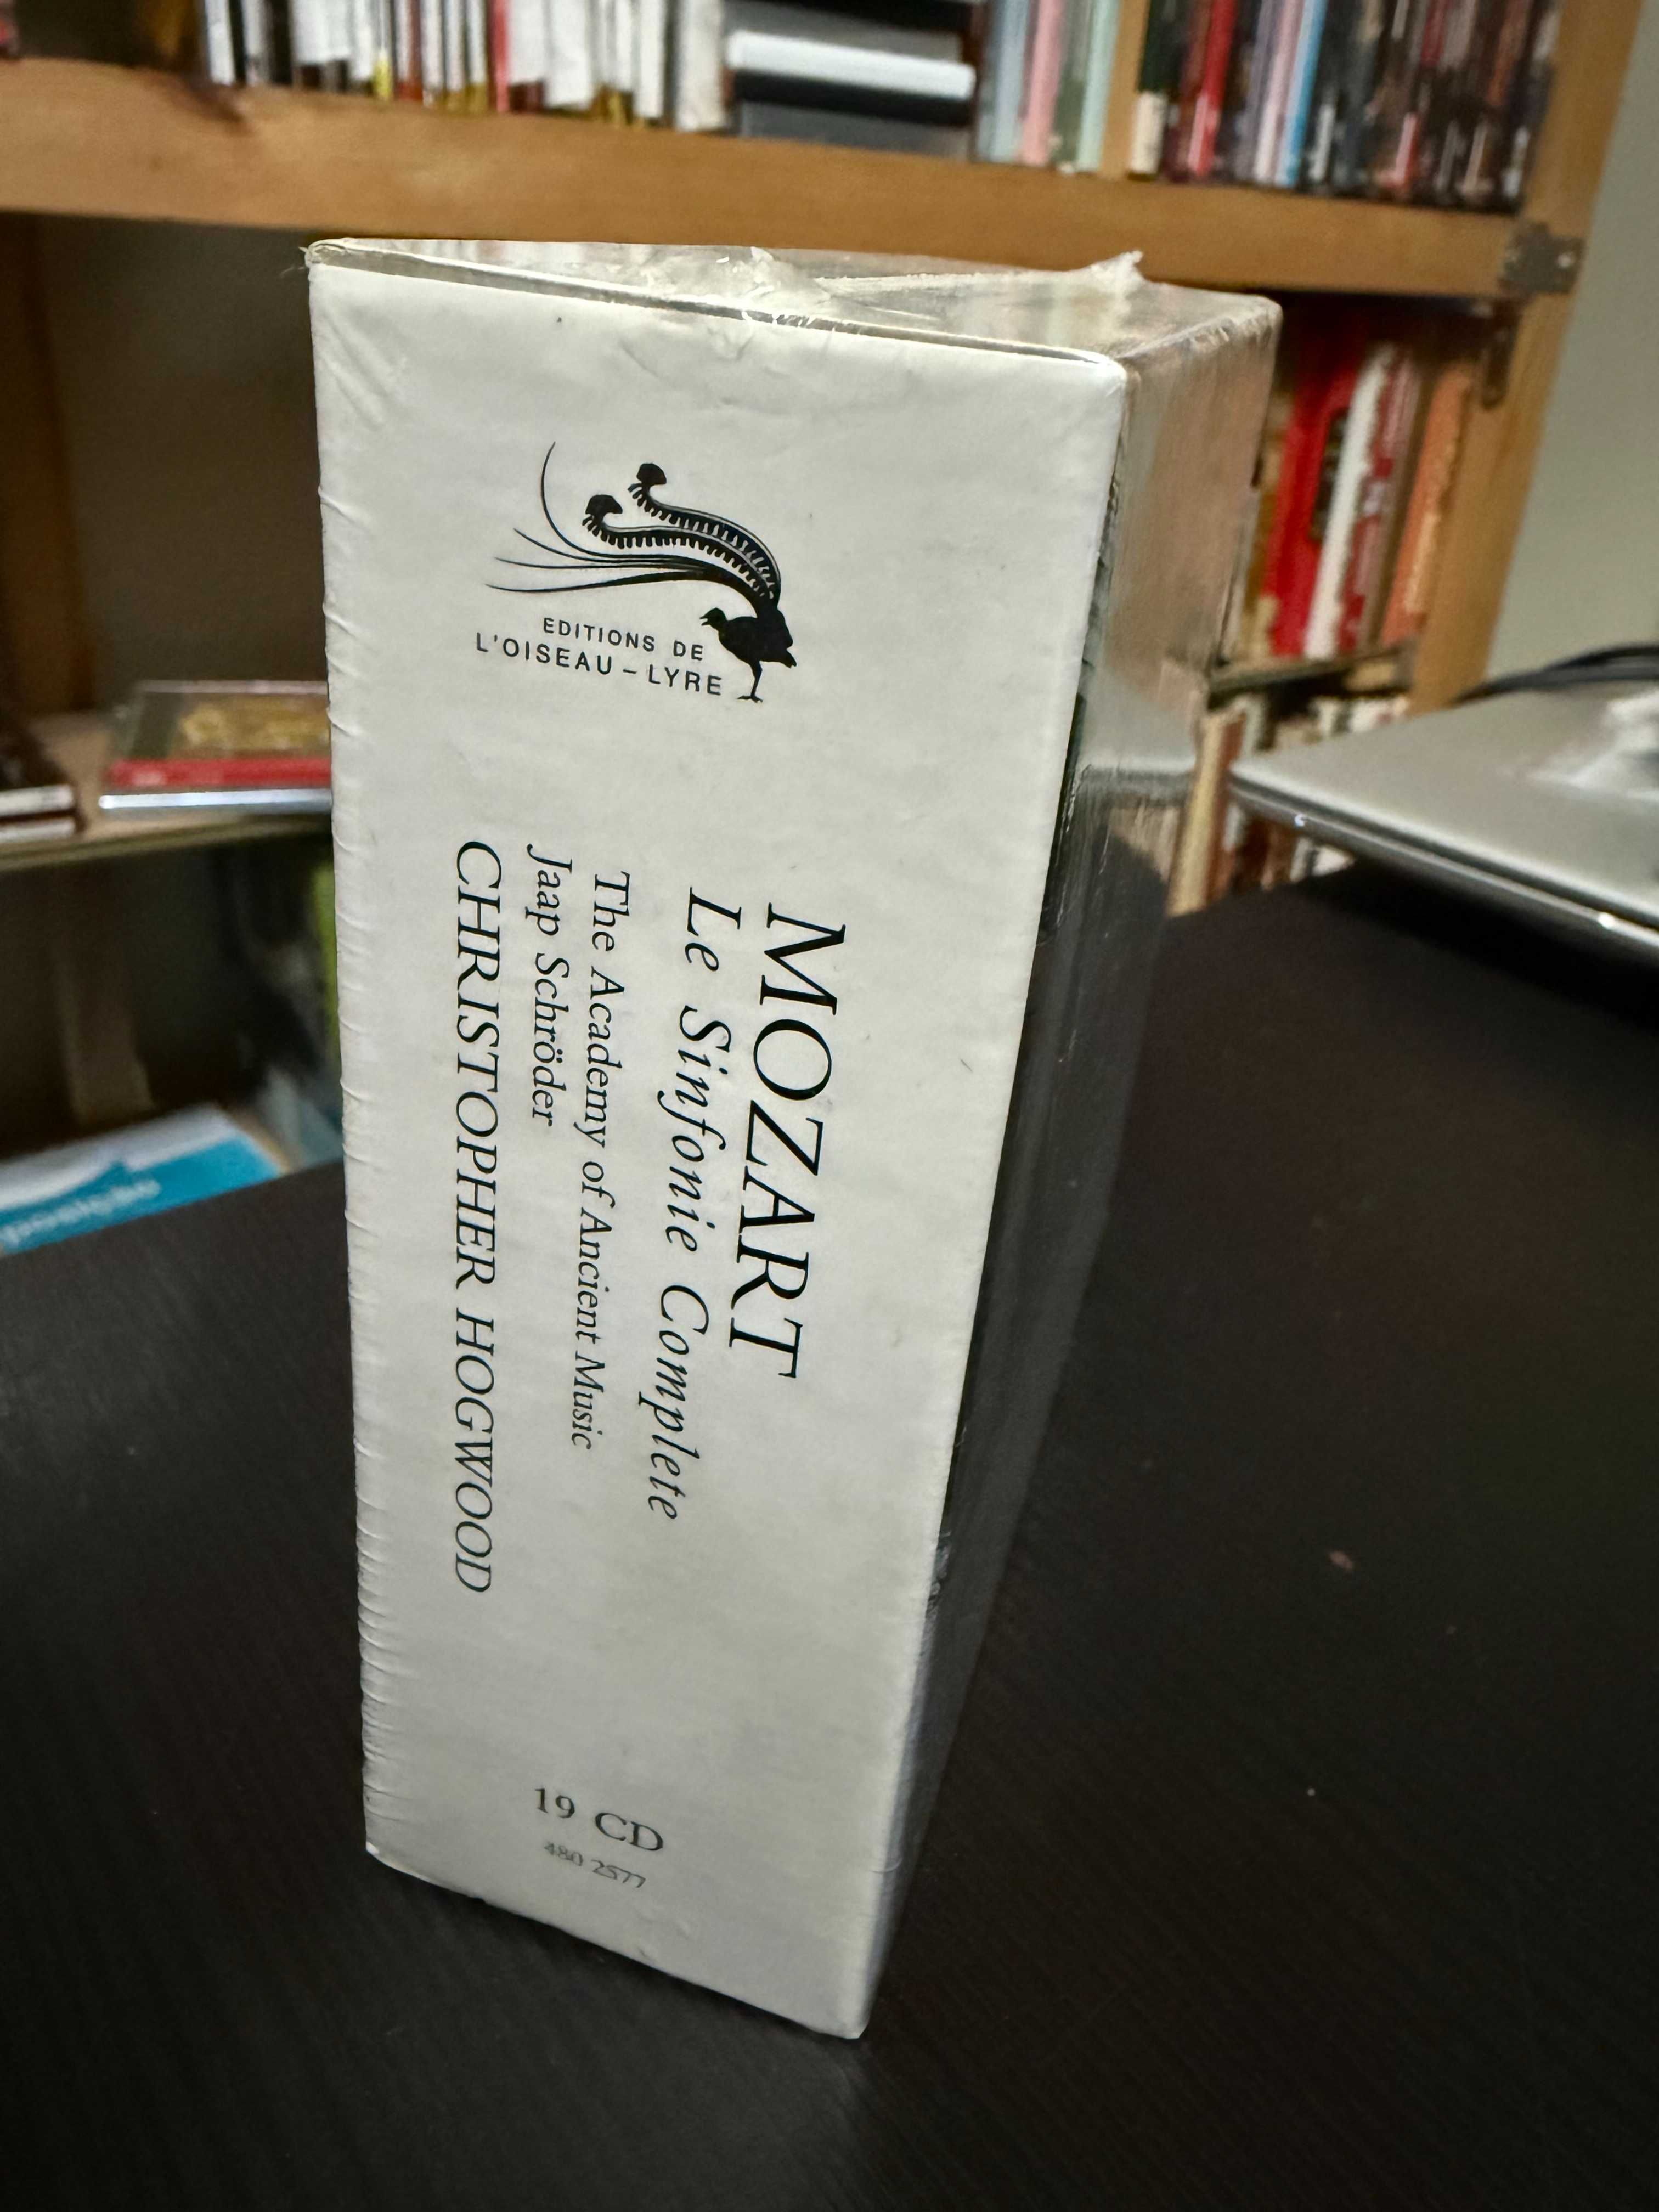 EDITIONS DE
L'OISEAU-LYRE
MOZART
Le Sinfonie Complete
The Academy of Ancient Music
Jaap Schröder
CHRISTOPHER HOGWOOD
19 CD
480 2577